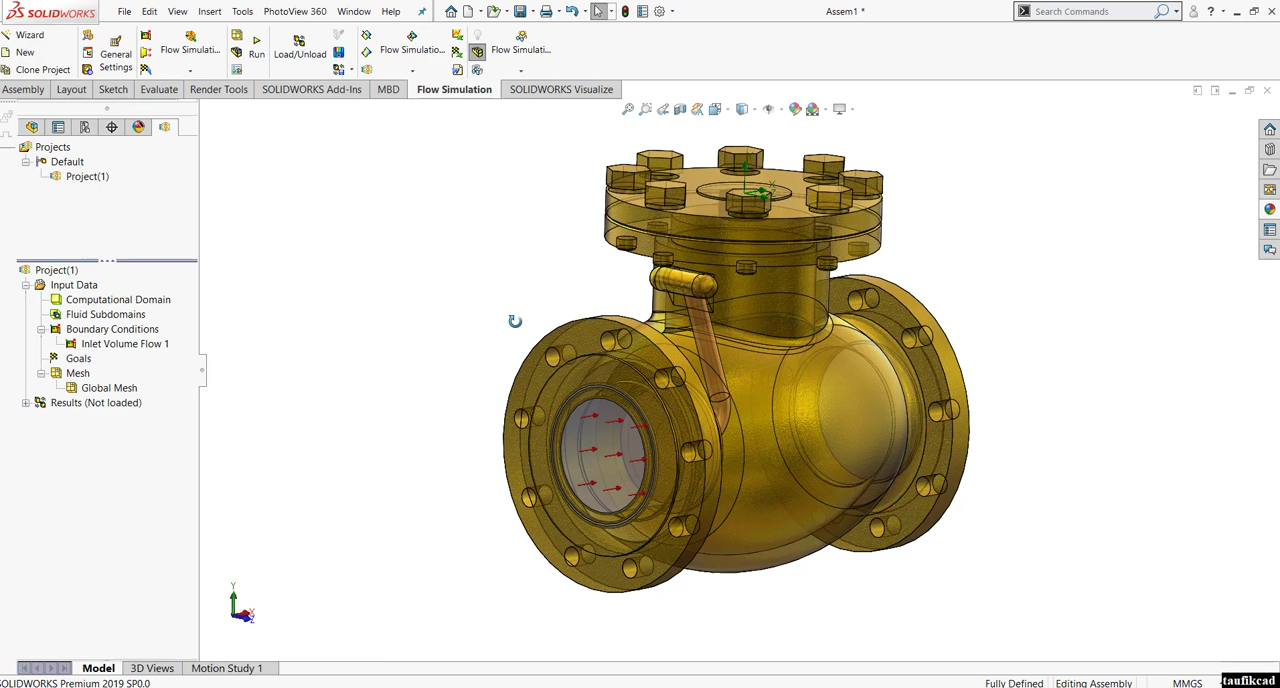 SOLIDWORKS File Edit View Insert Tools PhotoView 360 Window Help Assem1 * Search Commands ?
Wizard
New
Clone Project
General Settings
Flow Simulati...
Run
Load/Unload
Flow Simulatio...
Flow Simulati...
Assembly Layout Sketch Evaluate Render Tools SOLIDWORKS Add-Ins MBD Flow Simulation SOLIDWORKS Visualize
Projects
Default
Project(1)
Project(1)
Input Data
Computational Domain
Fluid Subdomains
Boundary Conditions
Inlet Volume Flow 1
Goals
Mesh
Global Mesh
Results (Not loaded)
Y
X
Z
Model 3D Views Motion Study 1
SOLIDWORKS Premium 2019 SP0.0 Fully Defined Editing Assembly MMGS
taufikcad